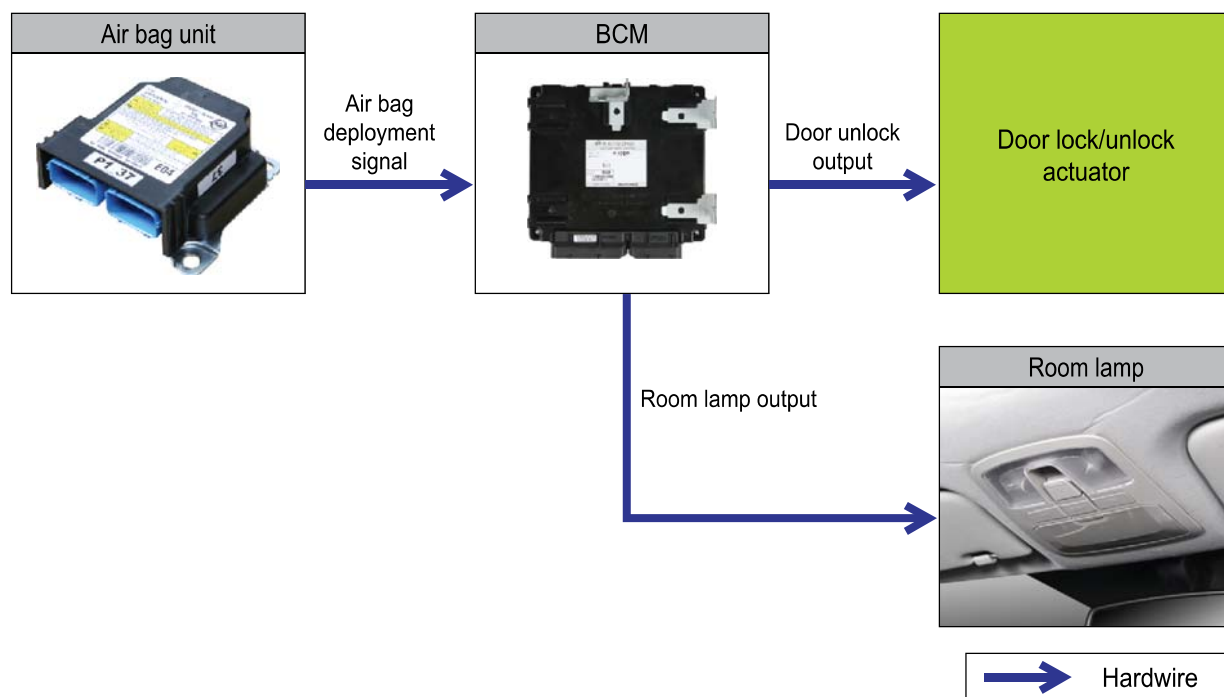 Air bag unit
BCM
P1 37
E04
Air bag
deployment
signal
Door unlock
output
Door lock/unlock
actuator
Room lamp output
Room lamp
Hardwire